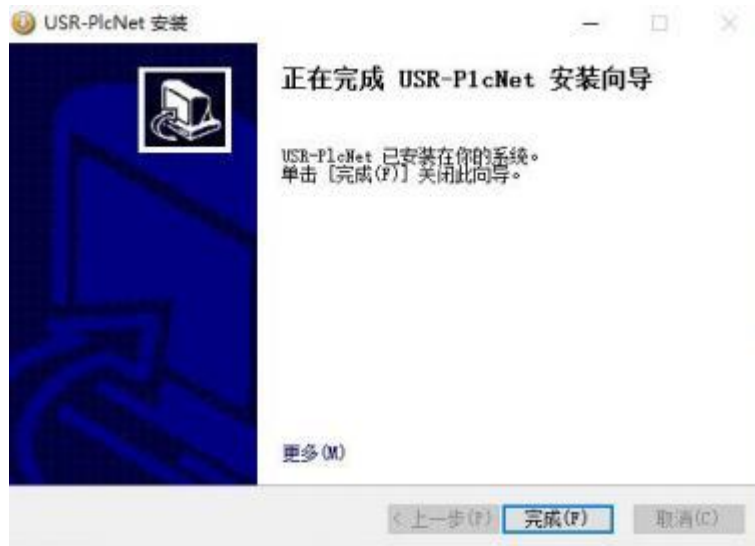 USR-PlcNet 安装
正在完成 USR-PlcNet 安装向导
USR-PlcNet 已安装在你的系统。
单击 [完成(F)] 关闭此向导。
更多(M)
< 上一步(P)
完成(F)
取消(C)